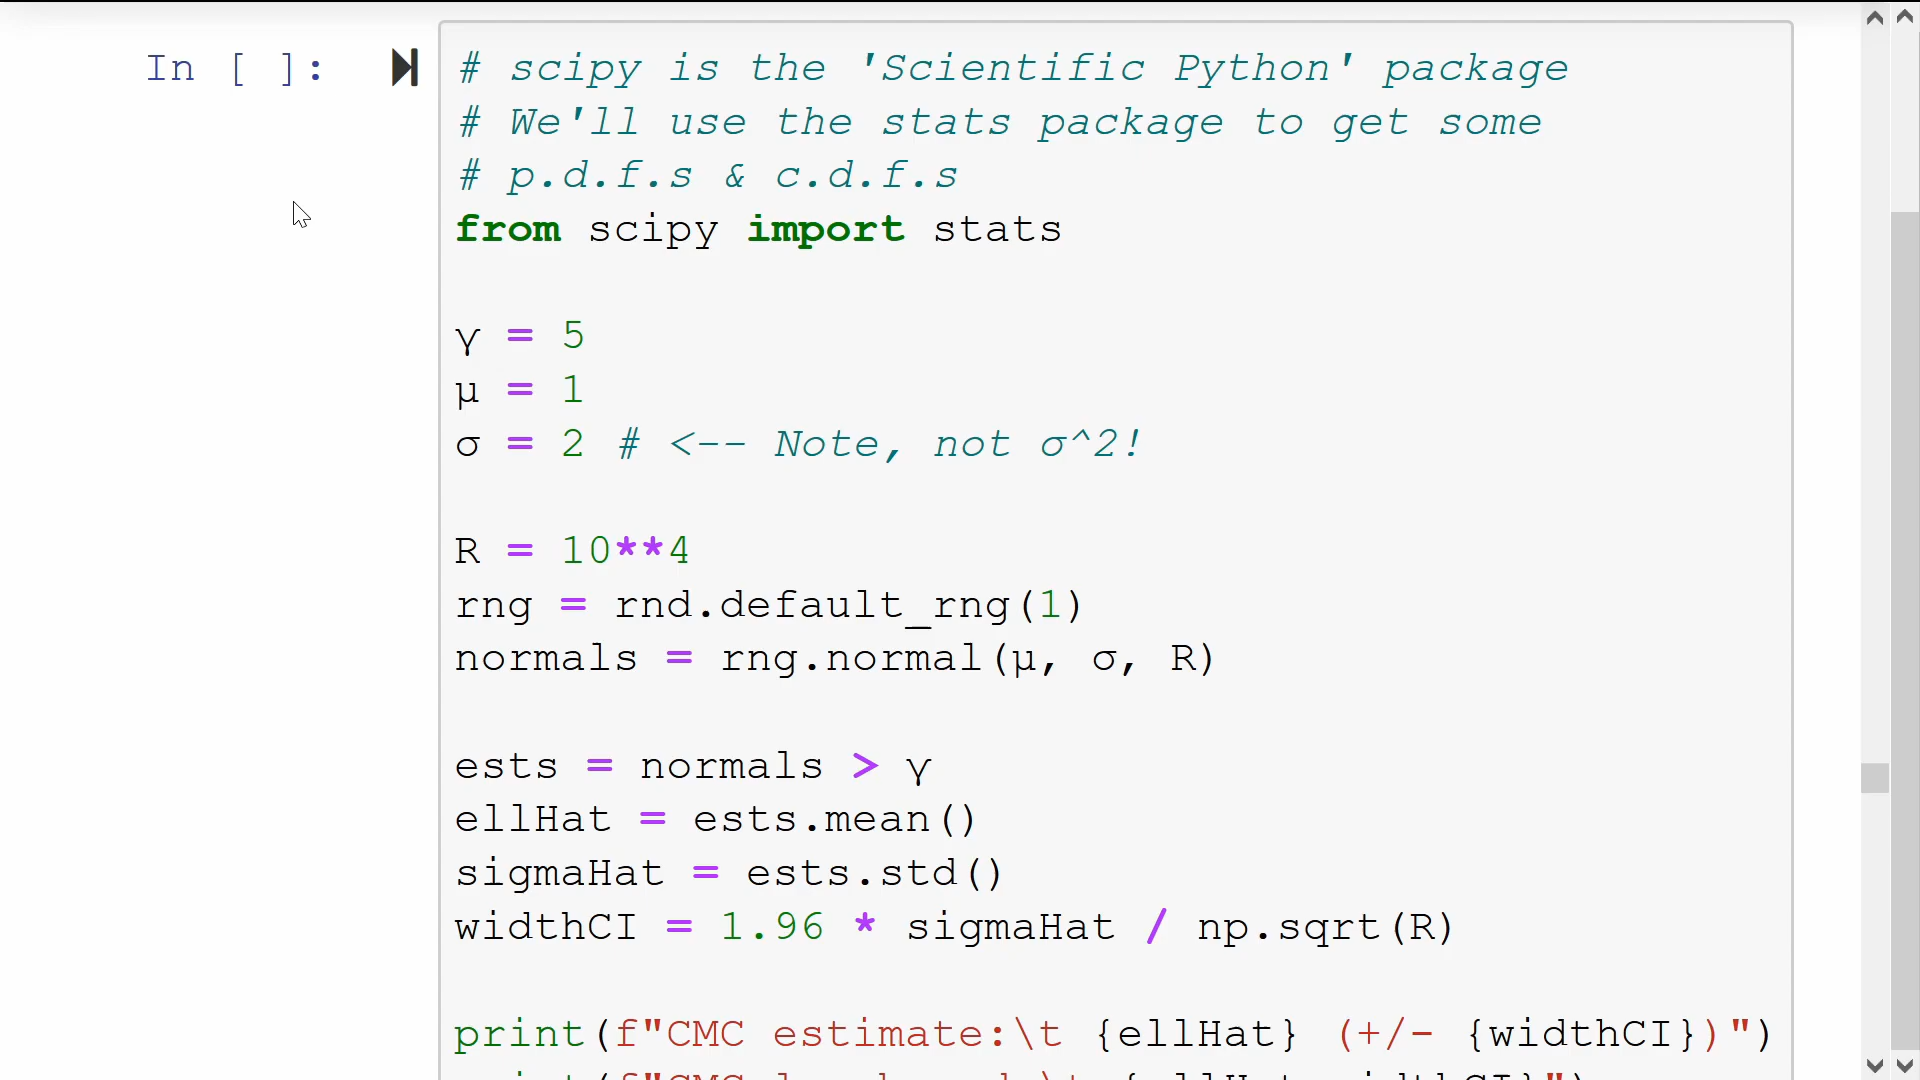 In [ ]:
# scipy is the 'Scientific Python' package
# We'll use the stats package to get some
# p.d.f.s & c.d.f.s
from scipy import stats
γ = 5
μ = 1
σ = 2 # <-- Note, not σ^2!
R = 10**4
rng = rnd.default_rng(1)
normals = rng.normal(μ, σ, R)
ests = normals > γ
ellHat = ests.mean()
sigmaHat = ests.std()
widthCI = 1.96 * sigmaHat / np.sqrt(R)
print(f"CMC estimate:\t {ellHat} (+/- {widthCI})")